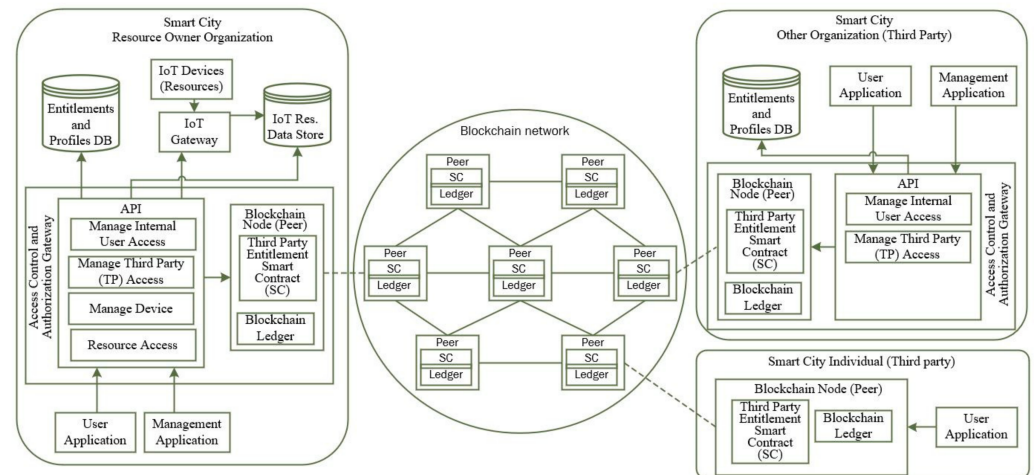 Smart City
Resource Owner Organization
Entitlements
and
Profiles DB
IoT Devices
(Resources)
IoT
Gateway
IoT Res.
Data Store
Access Control and
Authorization Gateway
API
Manage Internal
User Access
Manage Third Party
(TP) Access
Manage Device
Resource Access
Blockchain
Node (Peer)
Third Party
Entitlement
Smart
Contract
(SC)
Blockchain
Ledger
User
Application
Management
Application
Blockchain network
Peer
SC
Ledger
Peer
SC
Ledger
Peer
SC
Ledger
Peer
SC
Ledger
Peer
SC
Ledger
Peer
SC
Ledger
Peer
SC
Ledger
Smart City
Other Organization (Third Party)
Entitlements
and
Profiles DB
User
Application
Management
Application
Blockchain
Node (Peer)
Third Party
Entitlement
Smart
Contract
(SC)
Blockchain
Ledger
API
Manage Internal
User Access
Manage Third Party
(TP) Access
Access Control and
Authorization Gateway
Smart City Individual (Third party)
Blockchain Node (Peer)
Third Party
Entitlement
Smart
Contract
(SC)
Blockchain
Ledger
User
Application